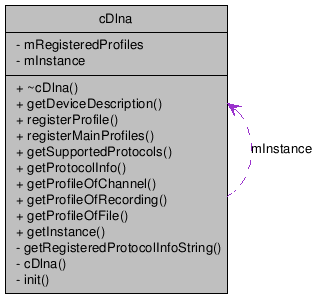 cDlna
- mRegisteredProfiles
- mInstance
+ ~cDlna()
+ getDeviceDescription()
+ registerProfile()
+ registerMainProfiles()
+ getSupportedProtocols()
+ getProtocolInfo()
+ getProfileOfChannel()
+ getProfileOfRecording()
+ getProfileOfFile()
+ getInstance()
- getRegisteredProtocolInfoString()
- cDlna()
- init()
mInstance